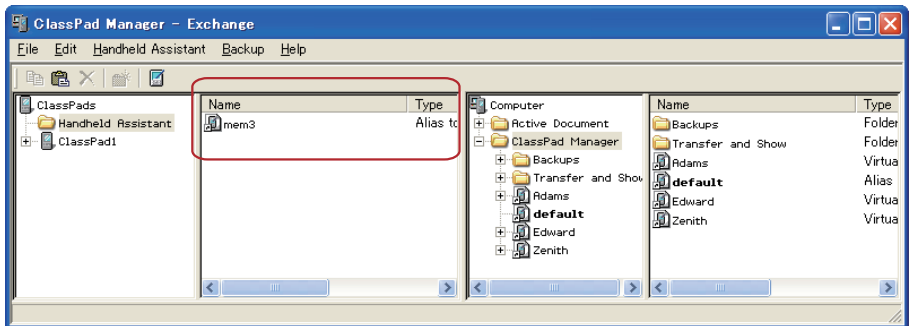 ClassPad Manager - Exchange
File Edit Handheld Assistant Backup Help
ClassPads
Handheld Assistant
ClassPad1
Name Type
mem3 Alias to
Computer
Active Document
ClassPad Manager
Backups
Transfer and Show
Adams
default
Edward
Zenith
Name Type
Backups Folder
Transfer and Show Folder
Adams Virtua
default Alias
Edward Virtua
Zenith Virtua